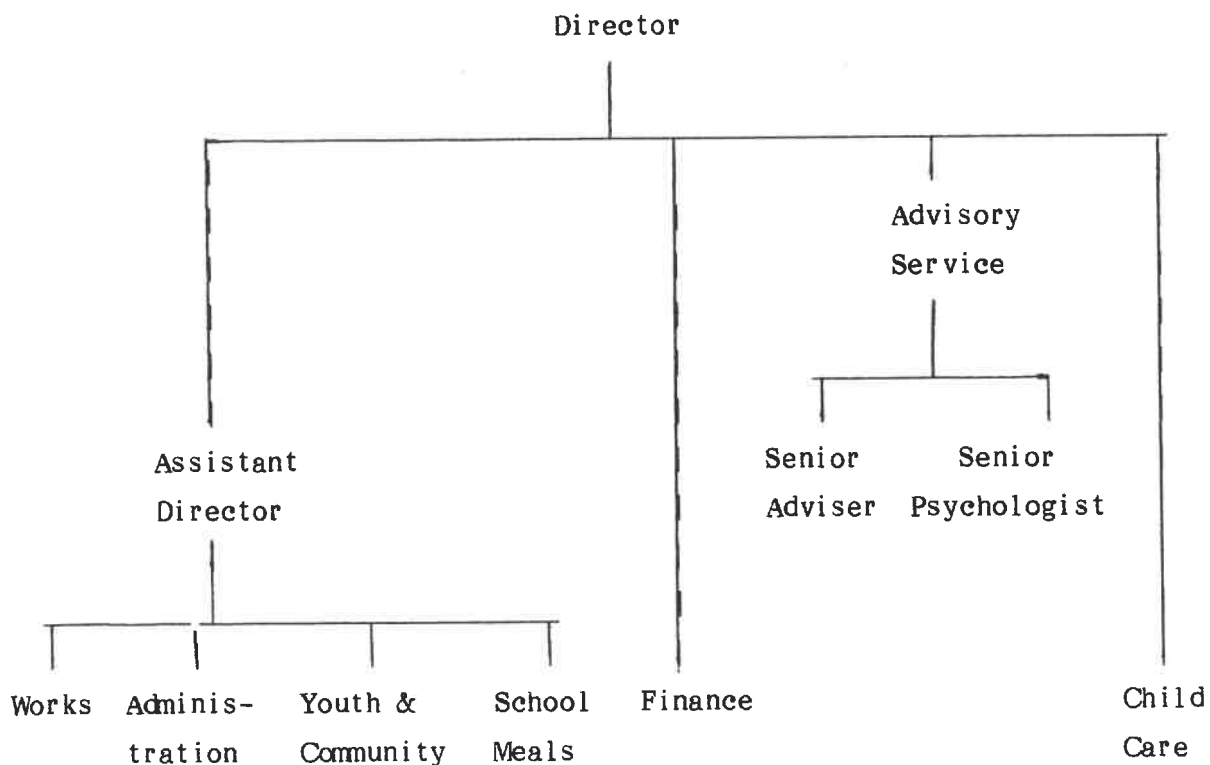 Director
Advisory
Service
Assistant
Director
Senior
Adviser
Senior
Psychologist
Works
Adminis-
tration
Youth &
Community
School
Meals
Finance
Child
Care